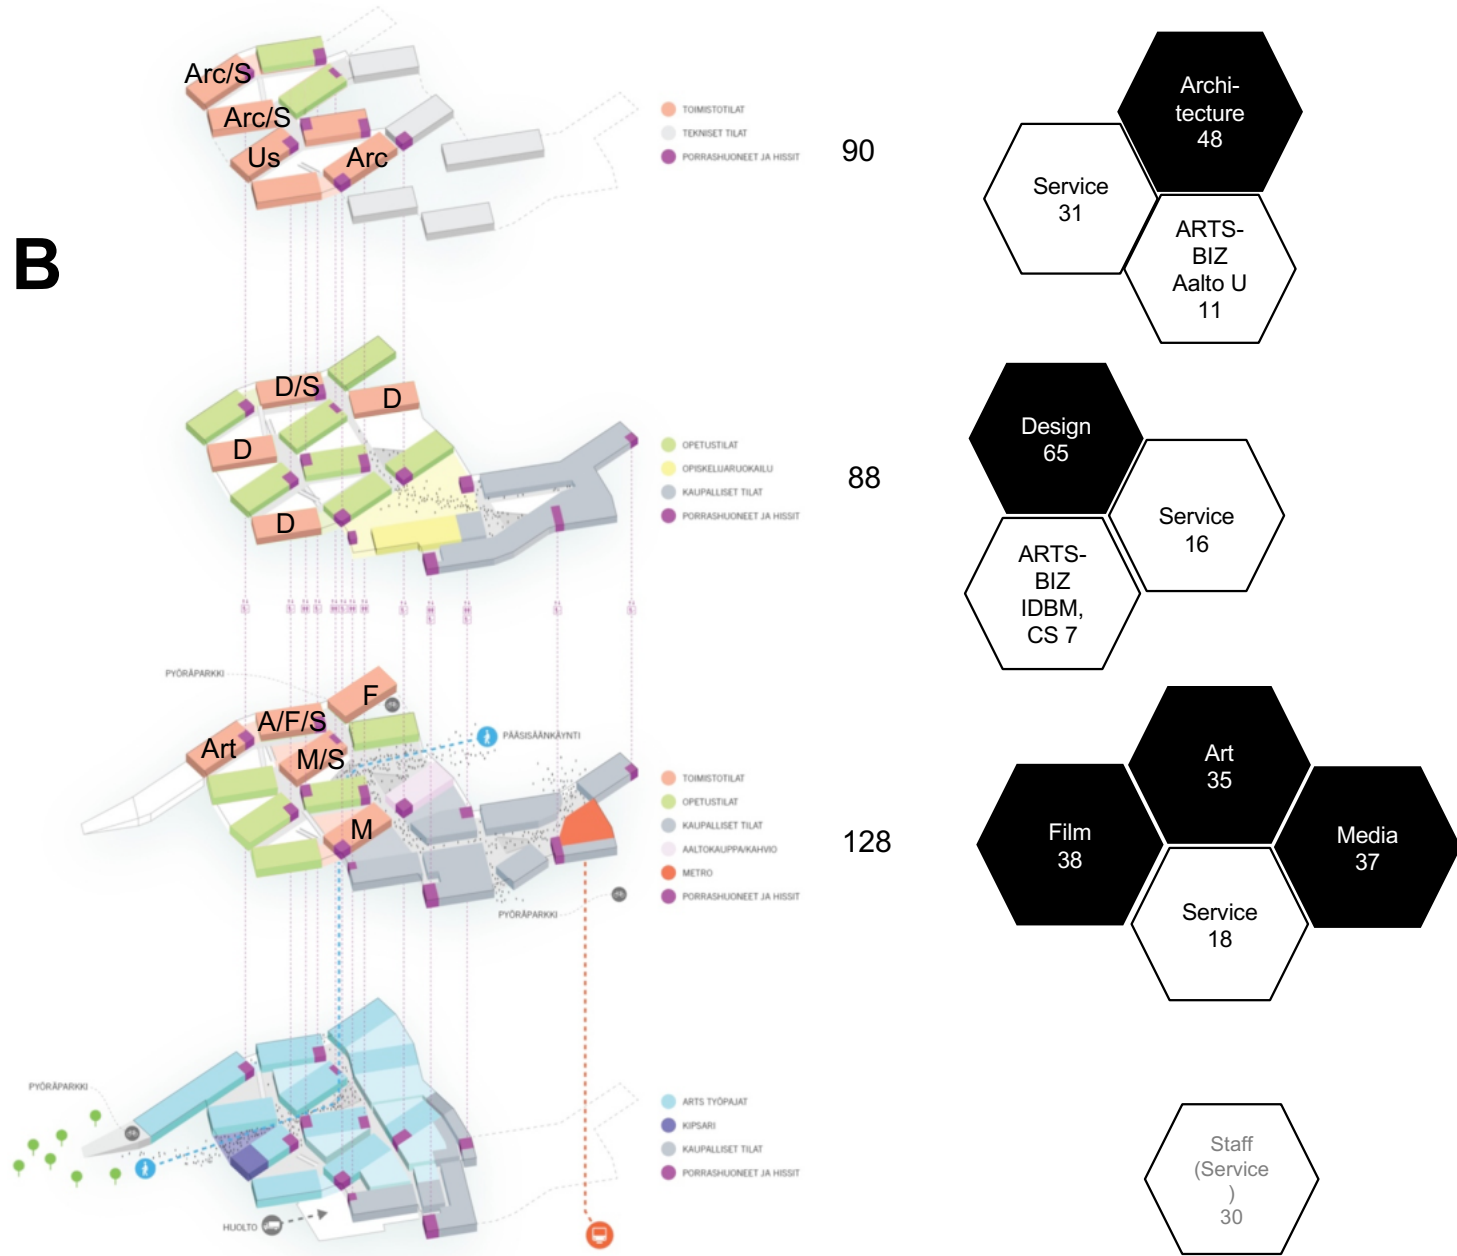 B
Arc/S
Arc/S
Us
Arc
TOIMISTOTILAT
TEKNISET TILAT
PORRASHUONEET JA HISSIT
90
Archi-
tecture
48
Service
31
ARTS-
BIZ
Aalto U
11
D/S
D
D
D
OPETUSTILAT
OPISKELIJARUOKAILU
KAUPALLISET TILAT
PORRASHUONEET JA HISSIT
88
Design
65
Service
16
ARTS-
BIZ
IDBM,
CS 7
PYÖRÄPARKKI
F
A/F/S
Art
M/S
M
PÄÄSISÄÄNKÄYNTI
PYÖRÄPARKKI
TOIMISTOTILAT
OPETUSTILAT
KAUPALLISET TILAT
AALTOKAUPPA/KAHVIO
METRO
PORRASHUONEET JA HISSIT
128
Art
35
Film
38
Media
37
Service
18
PYÖRÄPARKKI
HUOLTO
ARTS TYÖPAJAT
KIPSARI
KAUPALLISET TILAT
PORRASHUONEET JA HISSIT
Staff
(Service
)
30